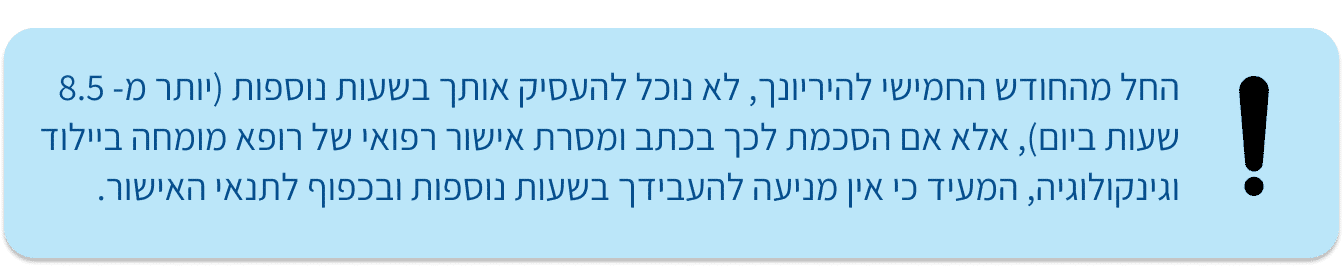 החל מהחודש החמישי להיריונך, לא נוכל להעסיק אותך בשעות נוספות (יותר מ- 8.5
שעות ביום), אלא אם הסכמת לכך בכתב ומסרת אישור רפואי של רופא מומחה ביילוד
וגינקולוגיה, המעיד כי אין מניעה להעבידך בשעות נוספות ובכפוף לתנאי האישור.